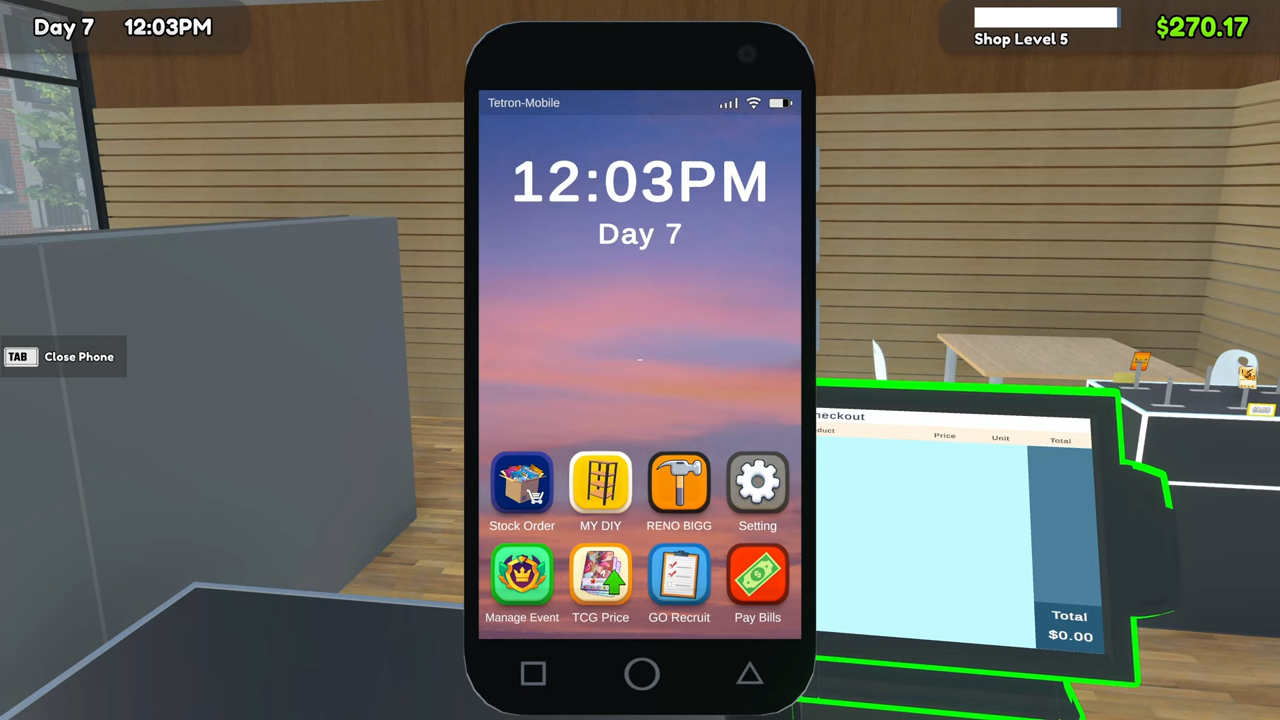 Day 7 12:03PM
Shop Level 5
$270.17
Tetron-Mobile
12:03PM
Day 7
TAB Close Phone
heckout
duct Price Unit Total
Stock Order MY DIY RENO BIGG Setting
Manage Event TCG Price GO Recruit Pay Bills
Total
$0.00